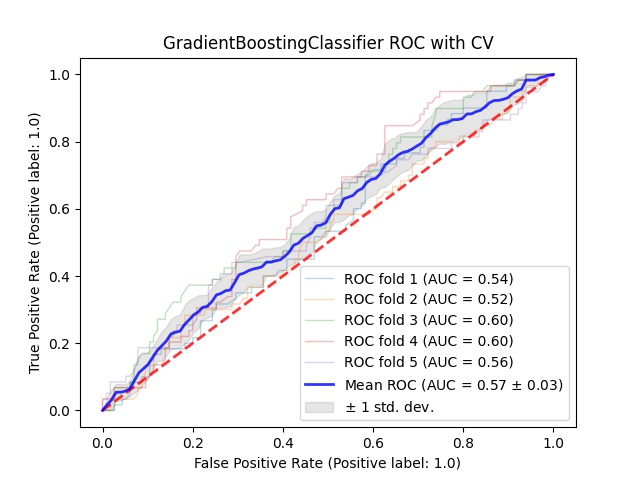 GradientBoostingClassifier ROC with CV
True Positive Rate (Positive label: 1.0)
1.0
0.8
0.6
0.4
0.2
0.0
ROC fold 1 (AUC = 0.54)
ROC fold 2 (AUC = 0.52)
ROC fold 3 (AUC = 0.60)
ROC fold 4 (AUC = 0.60)
ROC fold 5 (AUC = 0.56)
Mean ROC (AUC = 0.57 ± 0.03)
± 1 std. dev.
0.0 0.2 0.4 0.6 0.8 1.0
False Positive Rate (Positive label: 1.0)